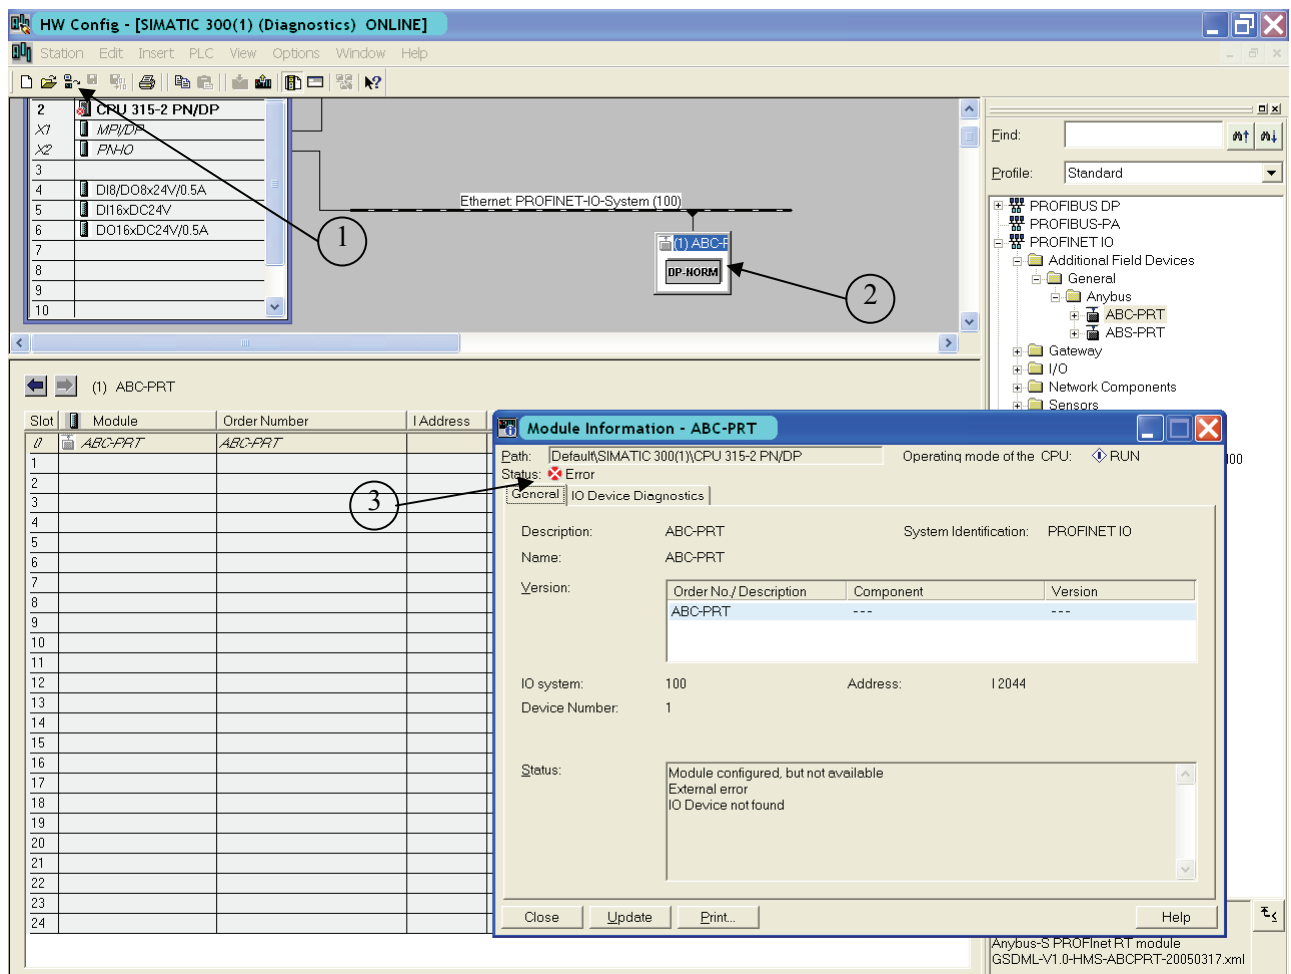 HW Config - [SIMATIC 300(1) (Diagnostics) ONLINE]
Station Edit Insert PLC View Options Window Help
2 CPU 315-2 PN/DP
X1 MPI/DP
X2 PN-IO
3
4 DI8/DO8x24V/0.5A
5 DI16xDC24V
6 DO16xDC24V/0.5A
7
8
9
10
1
Ethernet: PROFINET-IO-System (100)
(1) ABC-P
DP-NORM
2
Find:
Profile: Standard
PROFIBUS DP
PROFIBUS-PA
PROFINET IO
Additional Field Devices
General
Anybus
ABC-PRT
ABS-PRT
Gateway
I/O
Network Components
Sensors
(1) ABC-PRT
Slot Module Order Number I Address
0 ABC-PRT ABC-PRT
1
2
3
4
5
6
7
8
9
10
11
12
13
14
15
16
17
18
19
20
21
22
23
24
3
Module Information - ABC-PRT
Path: Default\SIMATIC 300(1)\CPU 315-2 PN/DP Operating mode of the CPU: RUN
Status: Error
General IO Device Diagnostics
Description: ABC-PRT System Identification: PROFINET IO
Name: ABC-PRT
Version: Order No./ Description Component Version
ABC-PRT --- ---
IO system: 100 Address: I 2044
Device Number: 1
Status: Module configured, but not available
External error
IO Device not found
Close Update Print... Help
00
Anybus-S PROFInet RT module
GSDML-V1.0-HMS-ABCPRT-20050317.xml